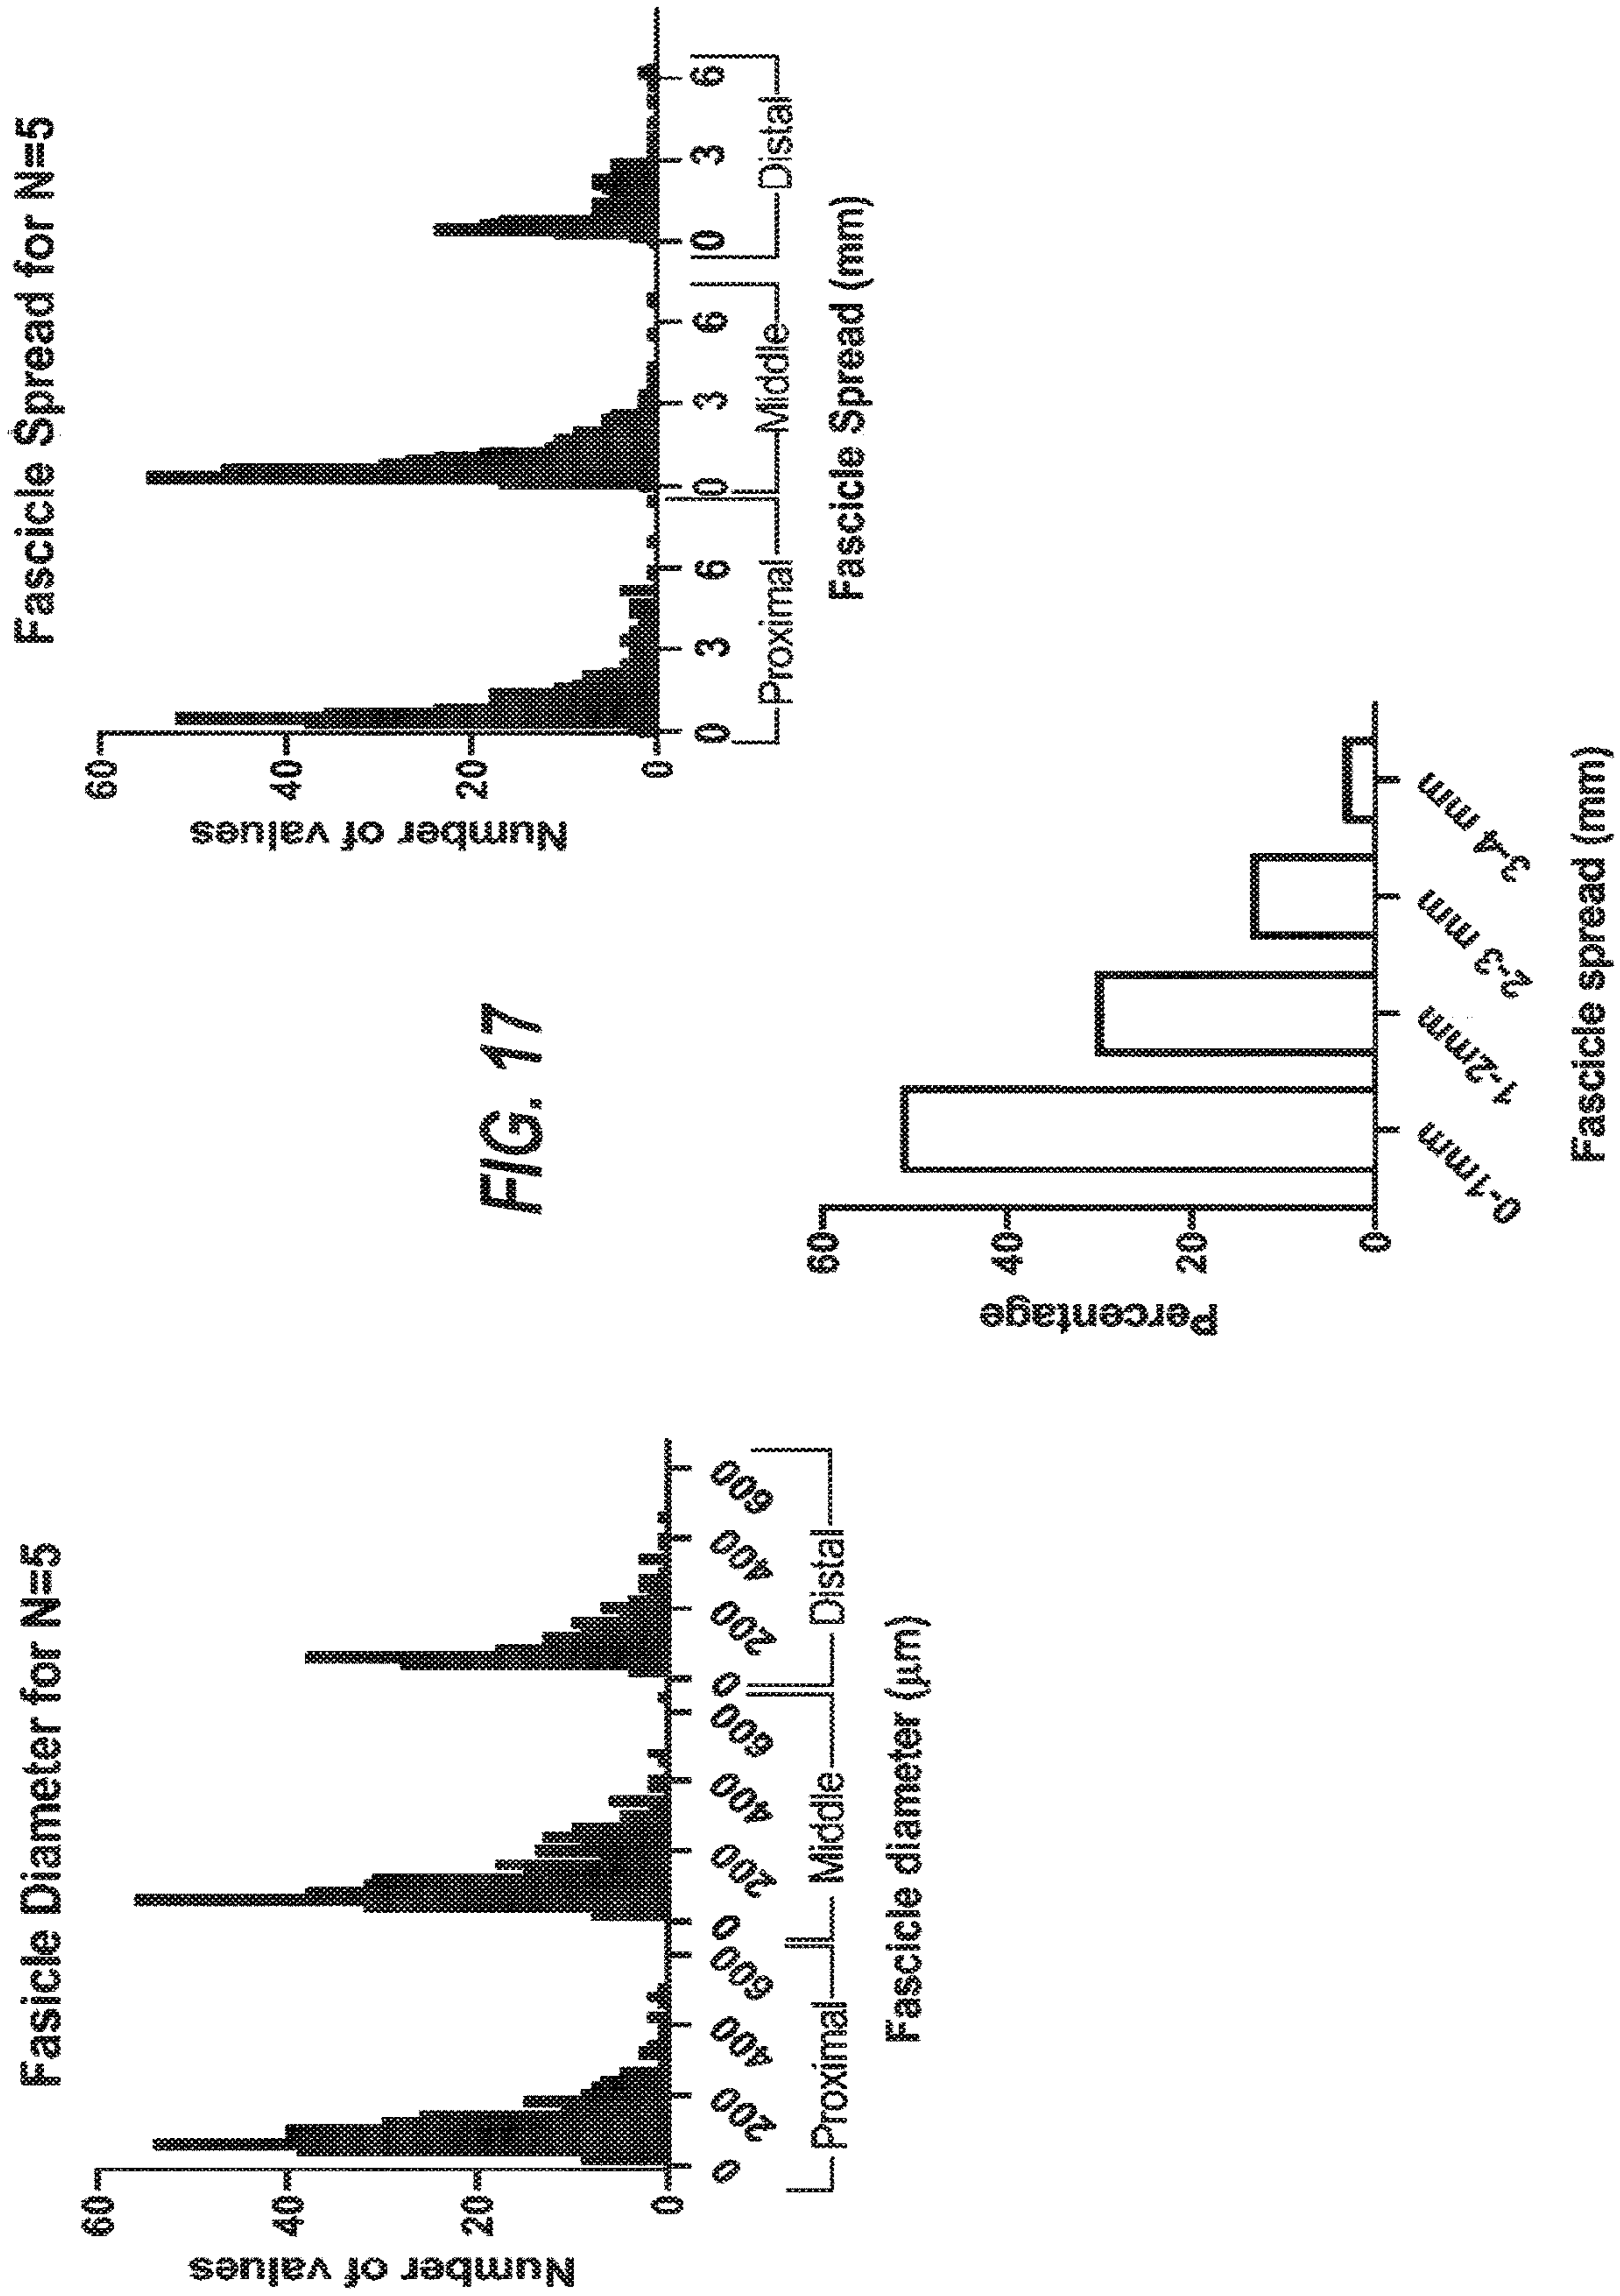 Fasicle Diameter for N=5
Number of values
60
40
20
0
0 200 400 600 0 200 400 600 0 200 400 600
Proximal Middle Distal
Fascicle diameter (µm)
FIG. 17
Fascicle Spread for N=5
Number of values
60
40
20
0
0 3 6 0 3 6 0 3 6
Proximal Middle Distal
Fascicle Spread (mm)
Percentage
60
40
20
0
0-1mm 1-2mm 2-3 mm 3-4 mm
Fascicle spread (mm)